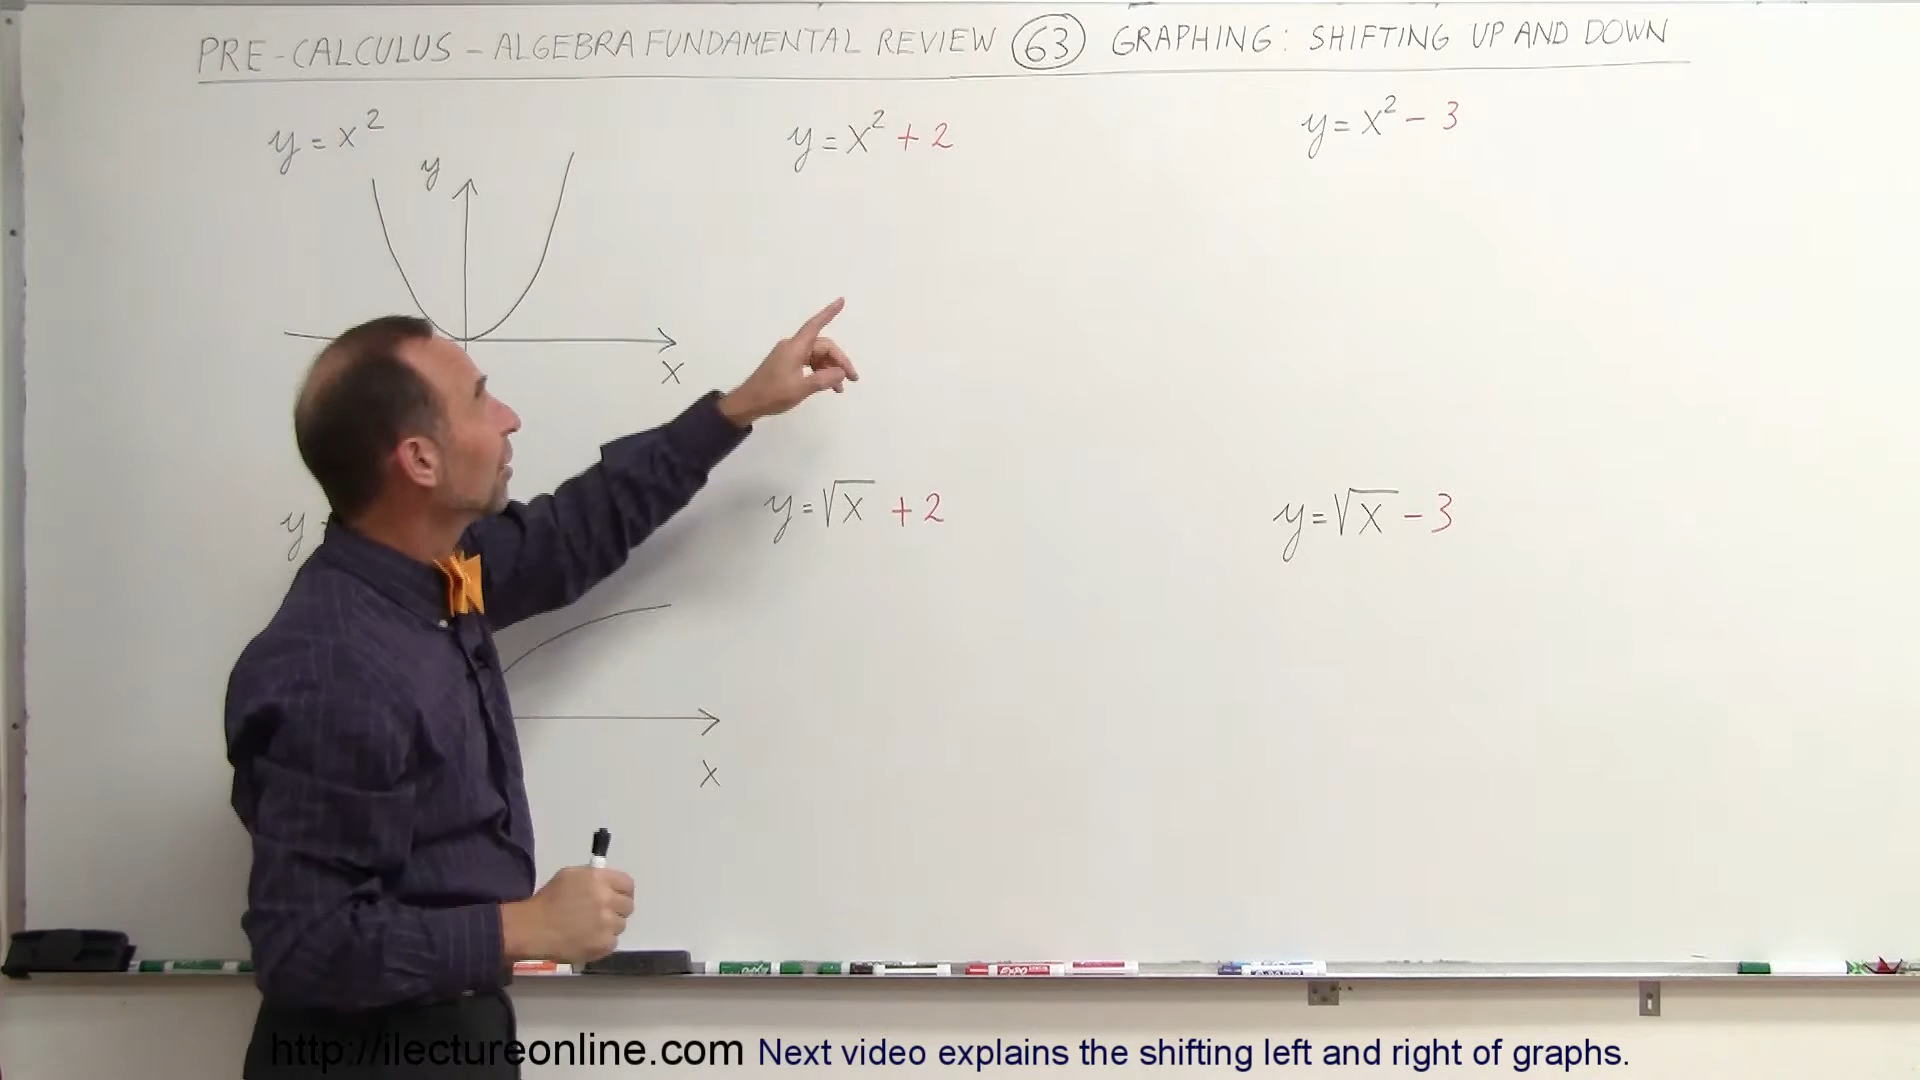 PRE-CALCULUS - ALGEBRA FUNDAMENTAL REVIEW 63 GRAPHING: SHIFTING UP AND DOWN
y = x²
y = x² + 2
y = x² - 3
y
x
y
y = √x + 2
y = √x - 3
x
EXPO
http://ilectureonline.com Next video explains the shifting left and right of graphs.